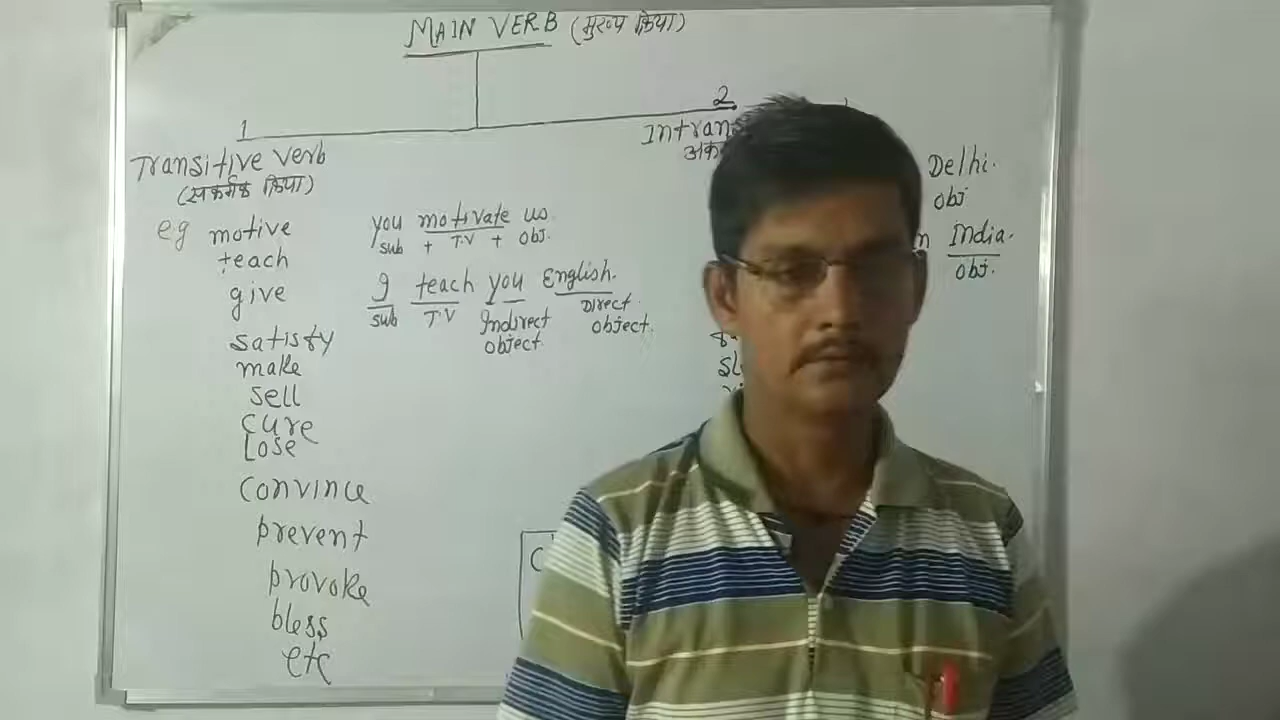 MAIN VERB (मुख्य क्रिया)
1
2
Transitive verb
(सकर्मक क्रिया)
eg motive
teach
give
satisfy
make
sell
cure
Lose
convince
prevent
provoke
bless
etc
you motivate us.
sub + T.V + obj.
I teach you English.
sub T.V Indirect object Direct object.
Delhi.
obj
India.
obj.